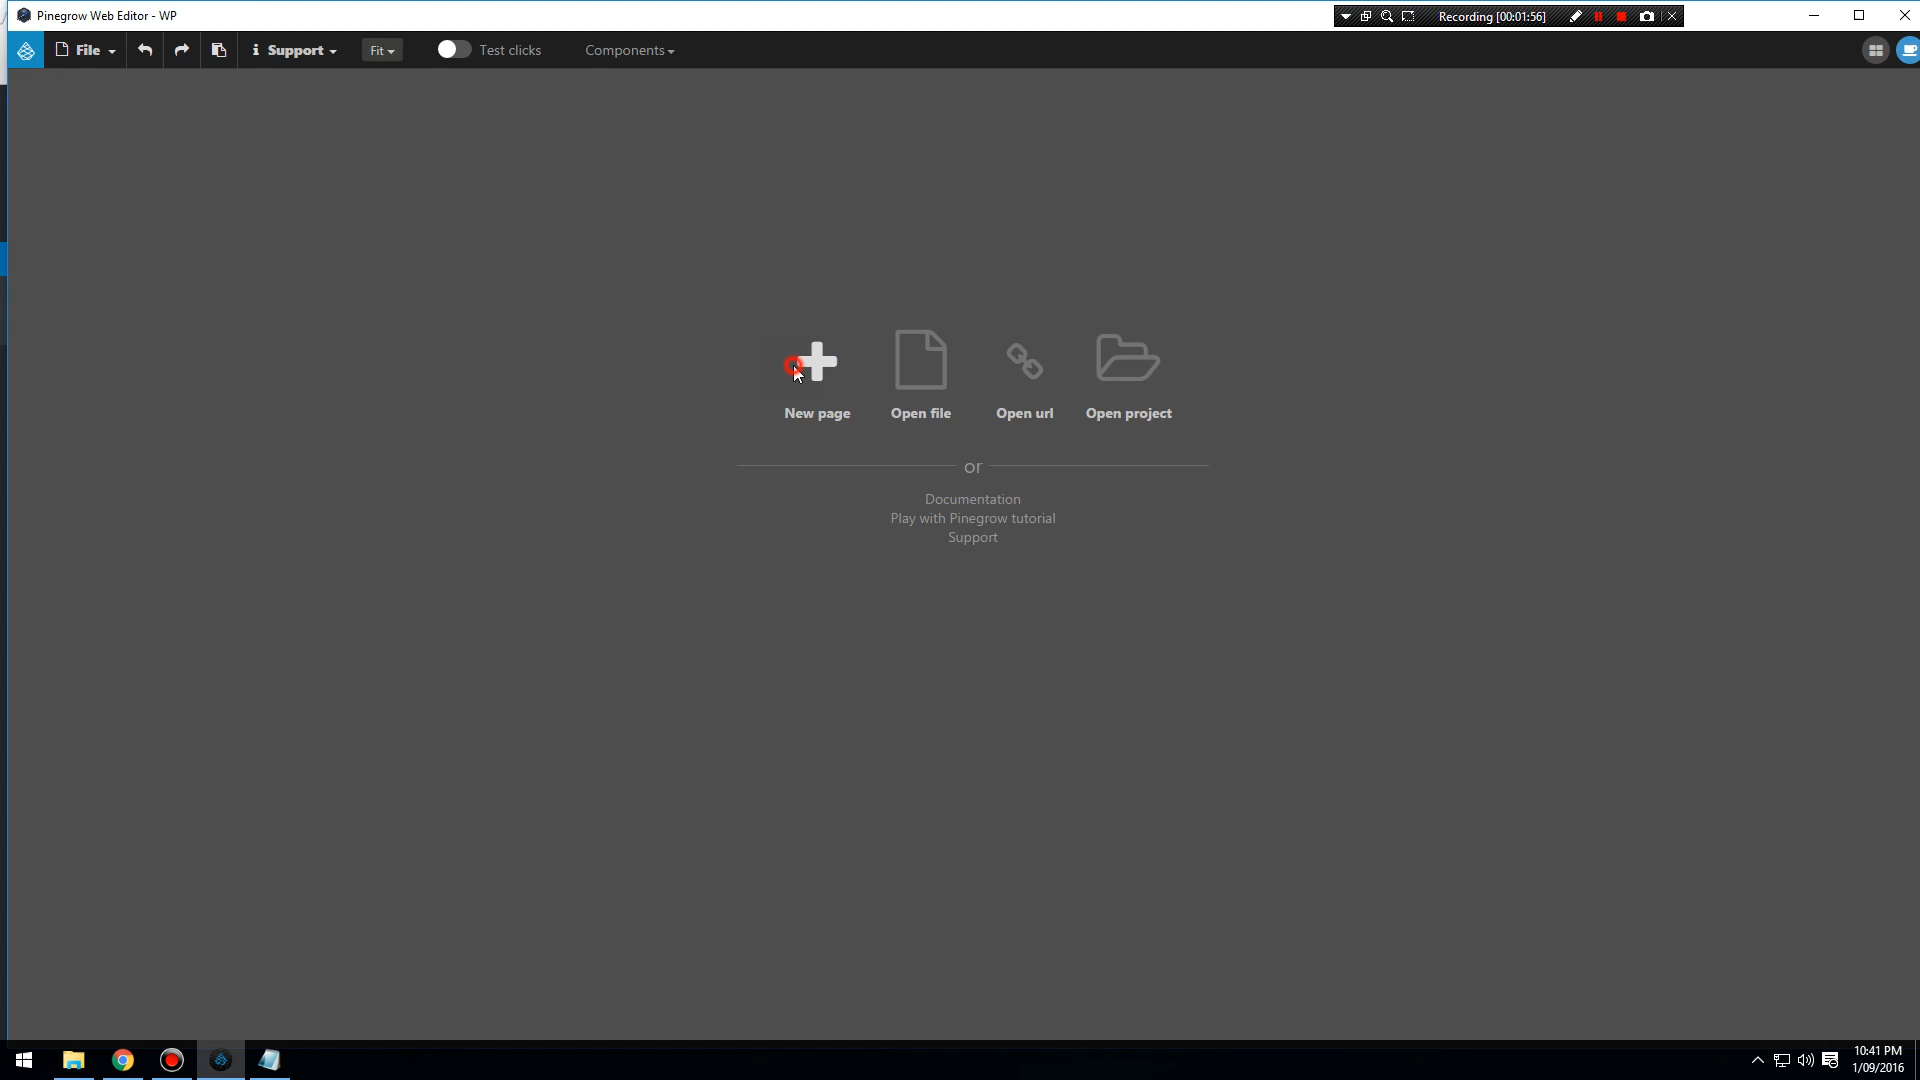 Pinegrow Web Editor - WP
Recording [00:01:56]
File
Support
Fit
Test clicks
Components
New page
Open file
Open url
Open project
or
Documentation
Play with Pinegrow tutorial
Support
10:41 PM
1/09/2016